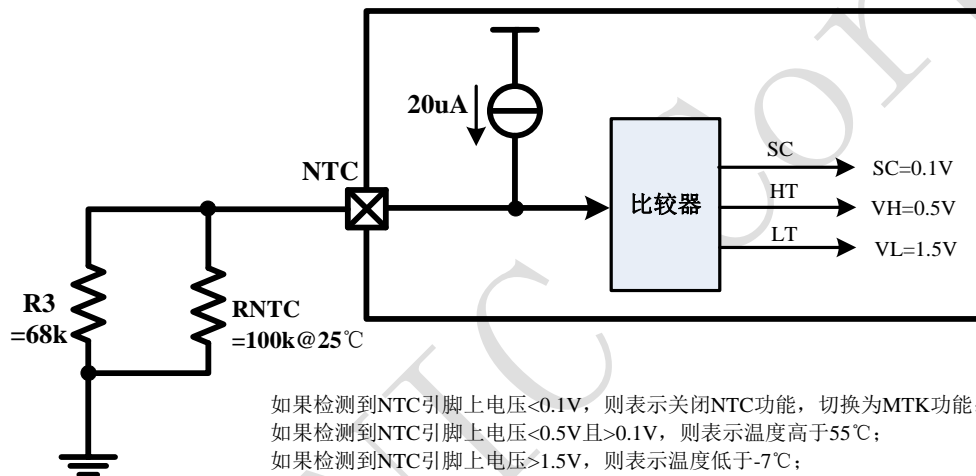 20uA
NTC
SC
SC=0.1V
HT
VH=0.5V
LT
VL=1.5V
比较器
R3
=68k
RNTC
=100k@25℃
如果检测到NTC引脚上电压<0.1V，则表示关闭NTC功能，切换为MTK功能；
如果检测到NTC引脚上电压<0.5V且>0.1V，则表示温度高于55℃；
如果检测到NTC引脚上电压>1.5V，则表示温度低于-7℃；